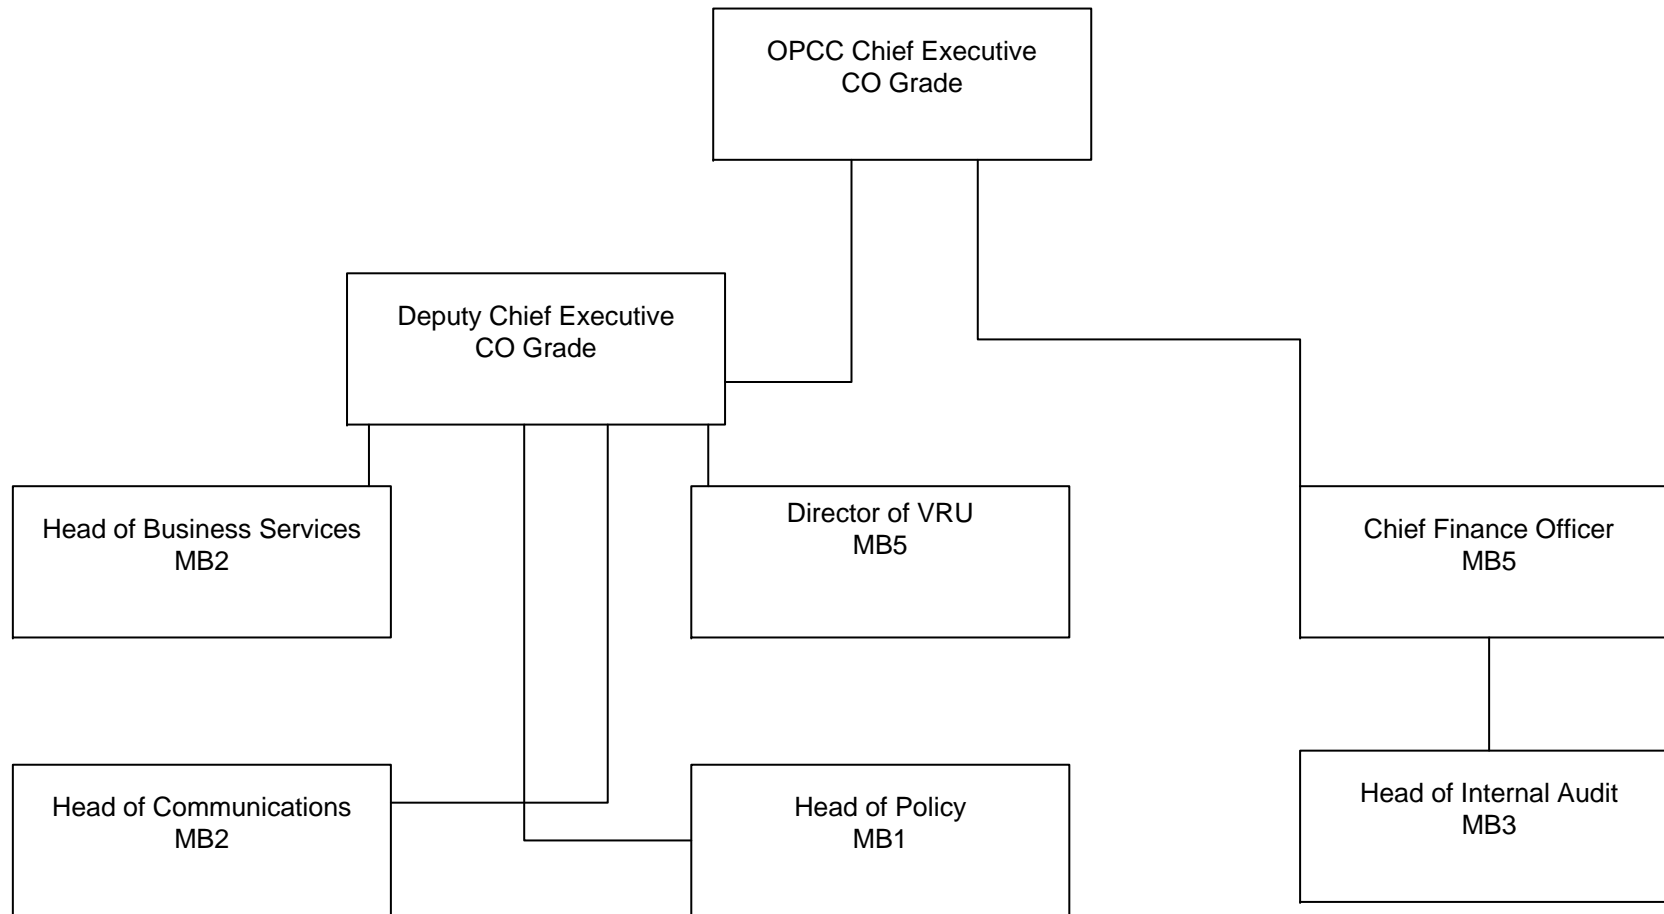 OPCC Chief Executive
CO Grade
Deputy Chief Executive
CO Grade
Head of Business Services
MB2
Director of VRU
MB5
Chief Finance Officer
MB5
Head of Communications
MB2
Head of Policy
MB1
Head of Internal Audit
MB3